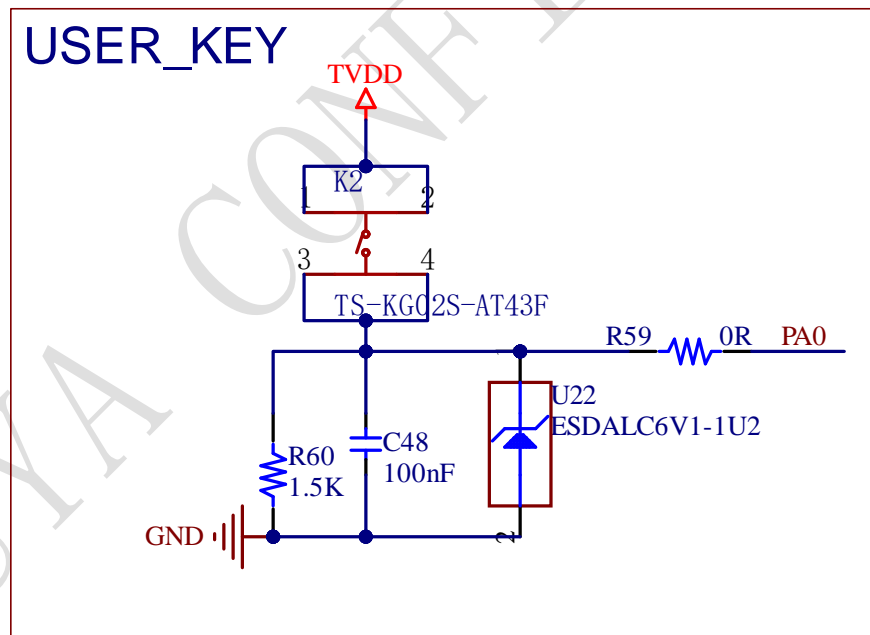 USER_KEY
TVDD
K2
1 2
3 4
TS-KG02S-AT43F
R59 0R PA0
U22
ESDALC6V1-1U2
C48
100nF
R60
1.5K
GND
2